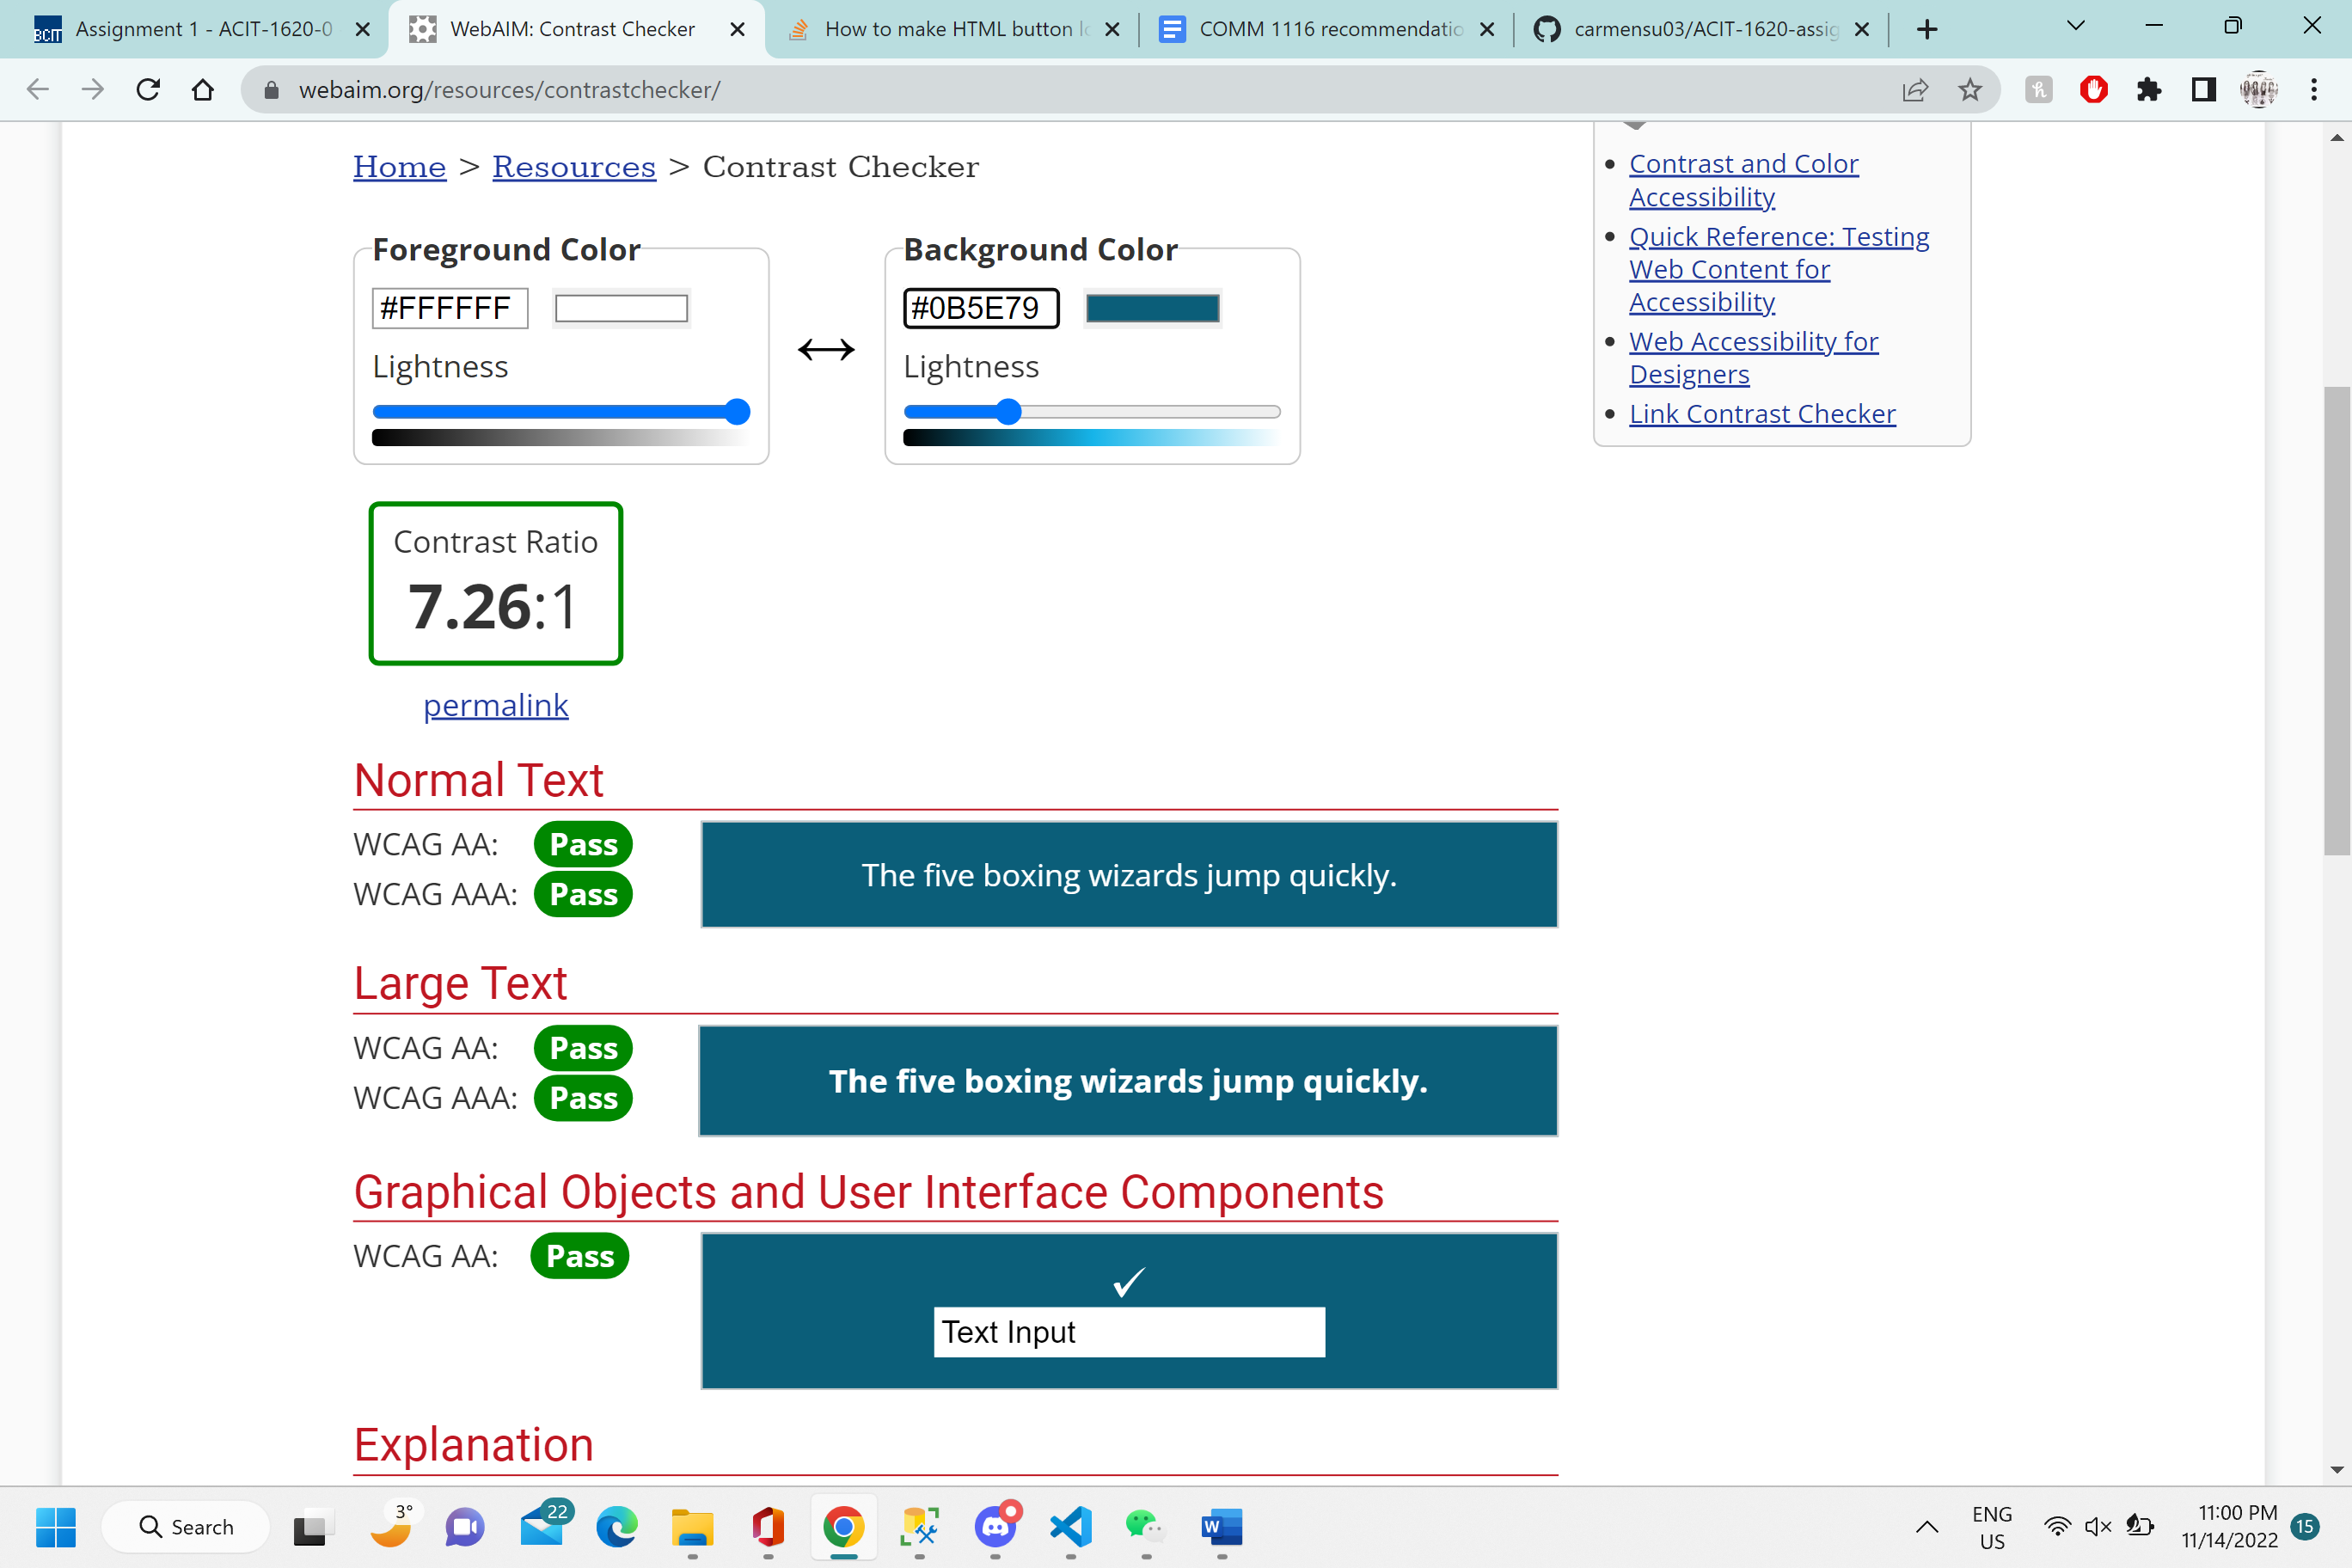 Assignment 1 - ACIT-1620-0
WebAIM: Contrast Checker
How to make HTML button lo
COMM 1116 recommendatio
carmensu03/ACIT-1620-assig
webaim.org/resources/contrastchecker/
Home > Resources > Contrast Checker
Foreground Color
#FFFFFF
Lightness
Background Color
#0B5E79
Lightness
Contrast and Color
Accessibility
Quick Reference: Testing
Web Content for
Accessibility
Web Accessibility for
Designers
Link Contrast Checker
Contrast Ratio
7.26:1
permalink
Normal Text
WCAG AA: Pass
WCAG AAA: Pass
The five boxing wizards jump quickly.
Large Text
WCAG AA: Pass
WCAG AAA: Pass
The five boxing wizards jump quickly.
Graphical Objects and User Interface Components
WCAG AA: Pass
✓
Text Input
Explanation
Search
3°
22
ENG
US
11:00 PM
11/14/2022
15